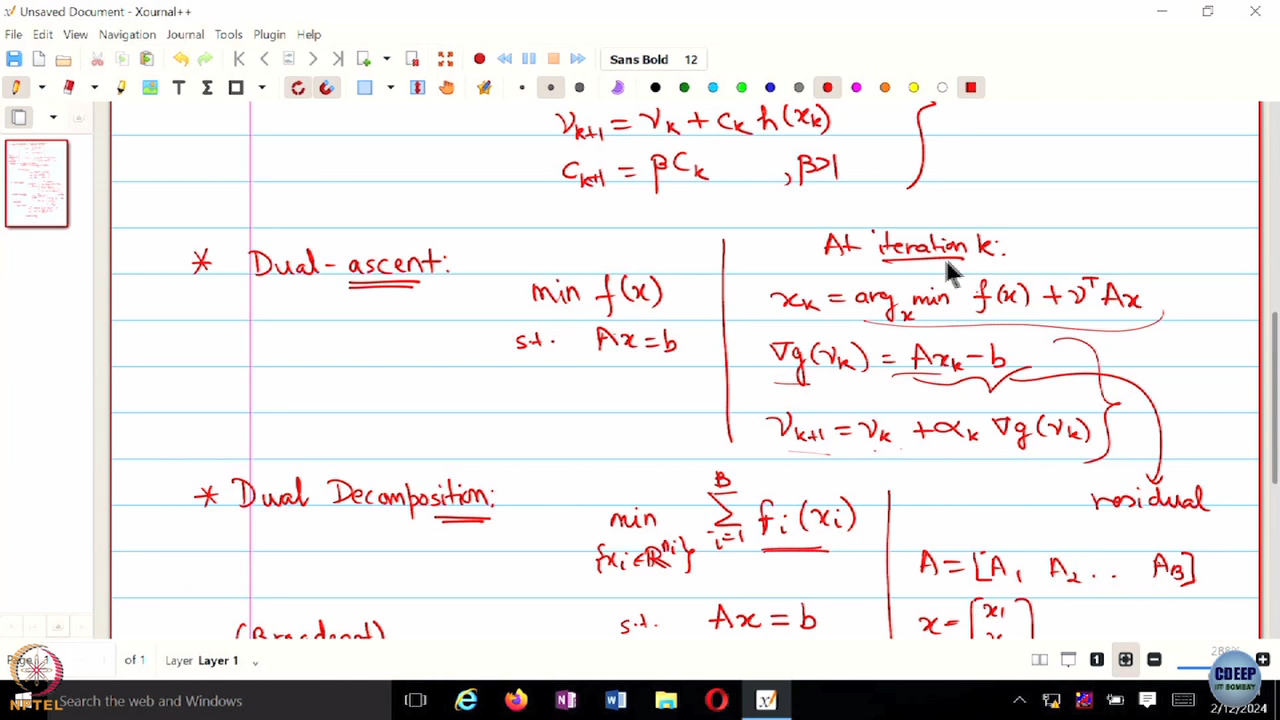 Unsaved Document - Xournal++
File Edit View Navigation Journal Tools Plugin Help
Sans Bold 12
ν_{k+1} = ν_k + c_k h(x_k)
c_{k+1} = β c_k , β>1
* Dual-ascent:
min f(x)
s.t. Ax = b
At iteration k:
x_k = arg min_x f(x) + ν^T Ax
∇g(ν_k) = Ax_k - b
ν_{k+1} = ν_k + α_k ∇g(ν_k)
residual
* Dual Decomposition:
min_{{x_i ∈ ℝ^{n_i}}} Σ_{i=1}^{B} f_i(x_i)
s.t. Ax = b
A = [A_1 A_2 .. A_B]
x = [x_1
(Broadcast)
Page 1 of 1 Layer Layer 1
288%
NPTEL
CDEEP
IIT BOMBAY
Search the web and Windows
2/12/2024